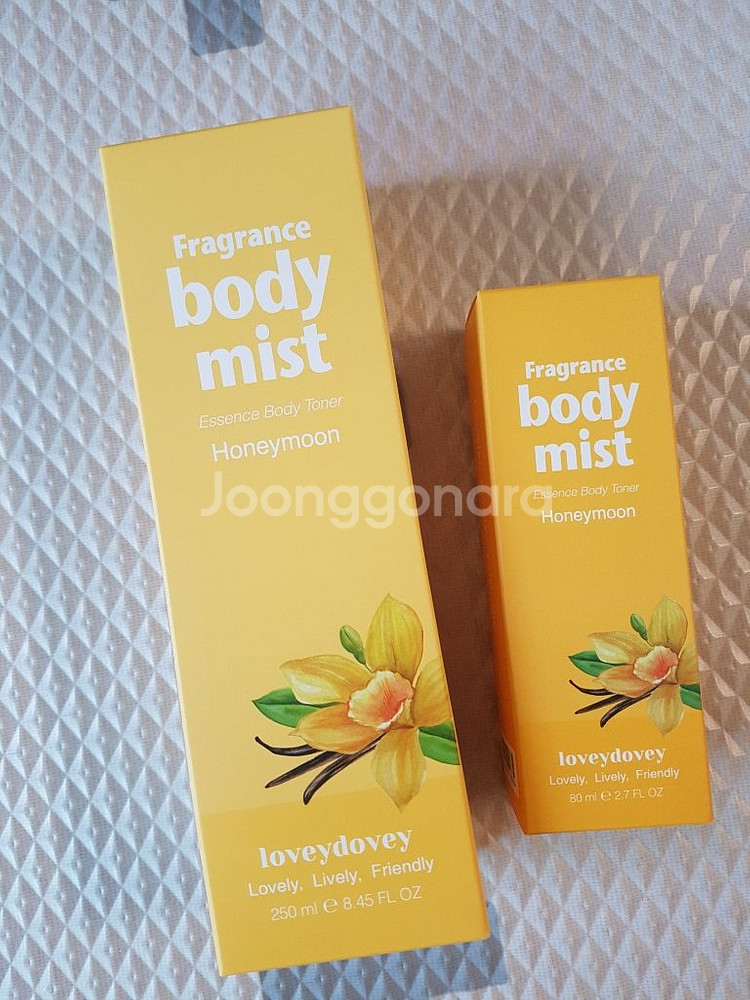 Fragrance
body
mist
Essence Body Toner
Honeymoon
loveydovey
Lovely, Lively, Friendly
250 ml ℮ 8.45 FL OZ
Fragrance
body
mist
Essence Body Toner
Honeymoon
loveydovey
Lovely, Lively, Friendly
80 ml ℮ 2.7 FL OZ
Joonggonara